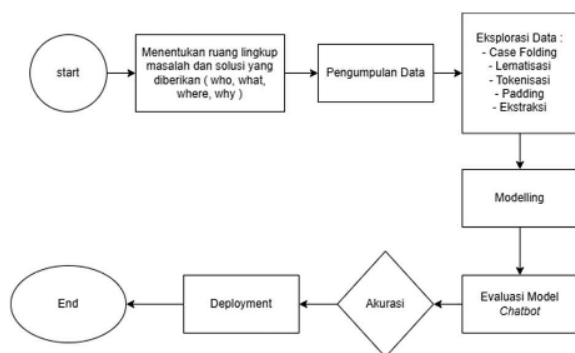 start
Menentukan ruang lingkup
masalah dan solusi yang
diberikan ( who, what,
where, why )
Pengumpulan Data
Eksplorasi Data :
- Case Folding
- Lematisasi
- Tokenisasi
- Padding
- Ekstraksi
Modelling
Evaluasi Model
Chatbot
Akurasi
Deployment
End